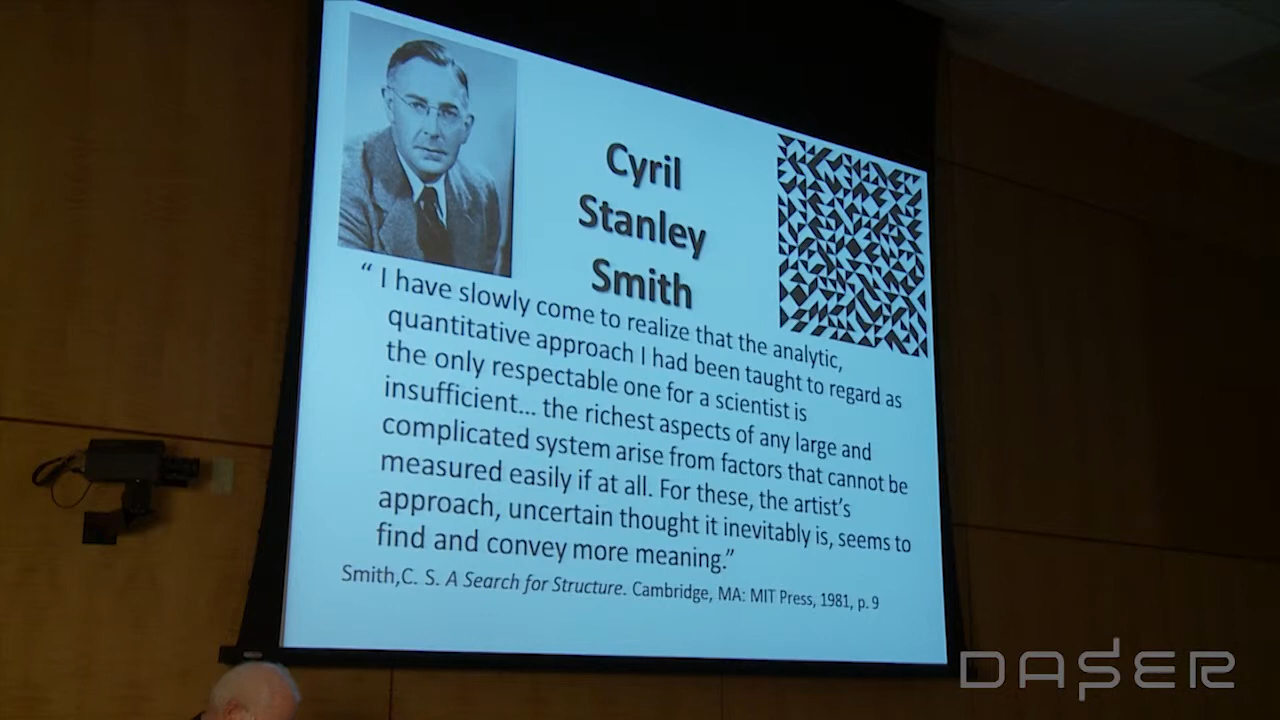 Cyril
Stanley
Smith
“ I have slowly come to realize that the analytic,
quantitative approach I had been taught to regard as
the only respectable one for a scientist is
insufficient... the richest aspects of any large and
complicated system arise from factors that cannot be
measured easily if at all. For these, the artist’s
approach, uncertain thought it inevitably is, seems to
find and convey more meaning.”
Smith,C. S. A Search for Structure. Cambridge, MA: MIT Press, 1981, p. 9
DASER